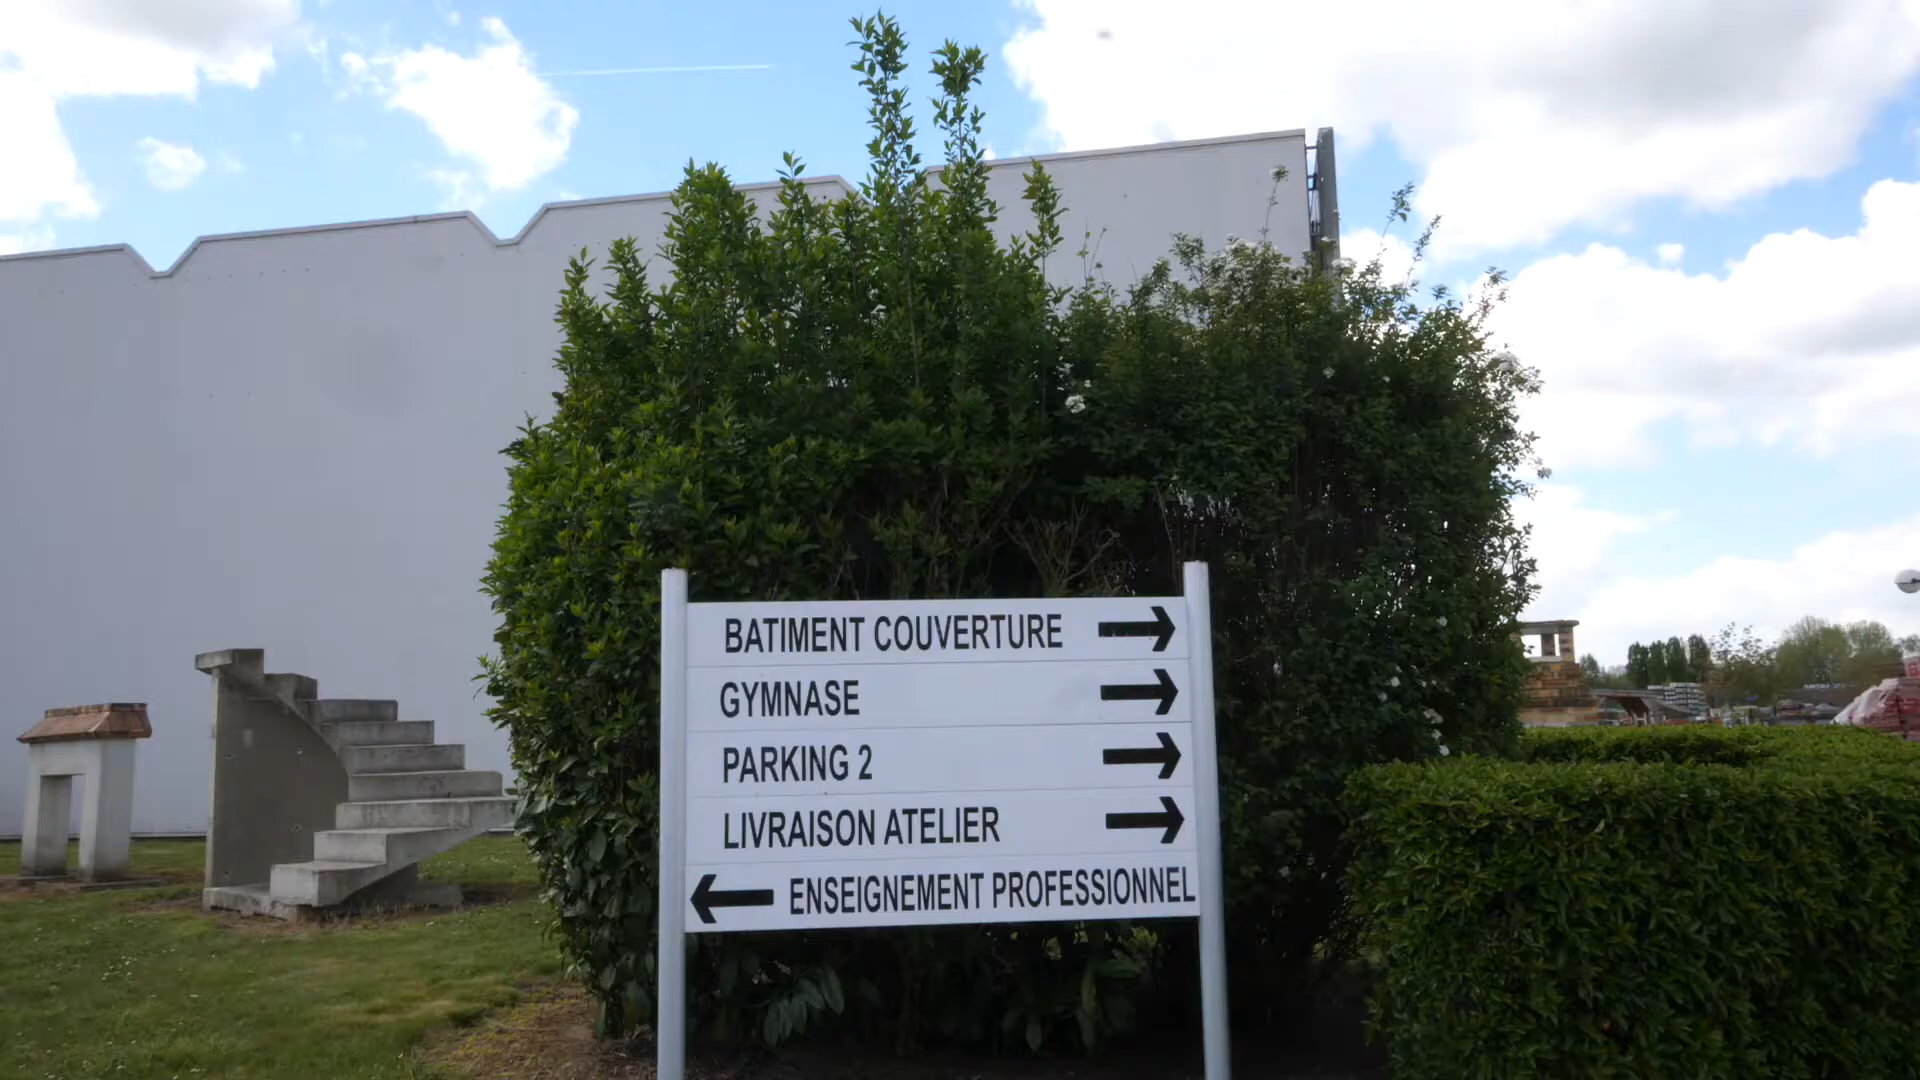 BATIMENT COUVERTURE
GYMNASE
PARKING 2
LIVRAISON ATELIER
ENSEIGNEMENT PROFESSIONNEL